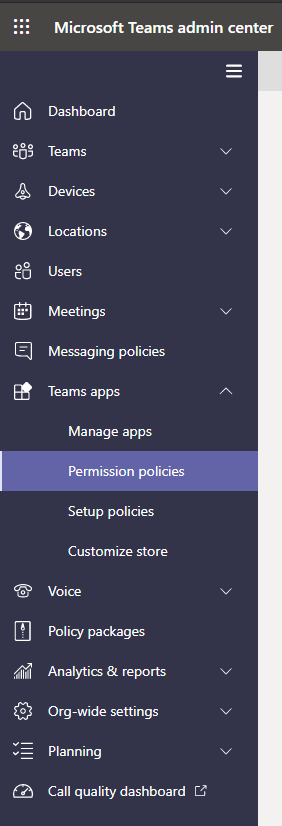 Microsoft Teams admin center
Dashboard
Teams
Devices
Locations
Users
Meetings
Messaging policies
Teams apps
Manage apps
Permission policies
Setup policies
Customize store
Voice
Policy packages
Analytics & reports
Org-wide settings
Planning
Call quality dashboard